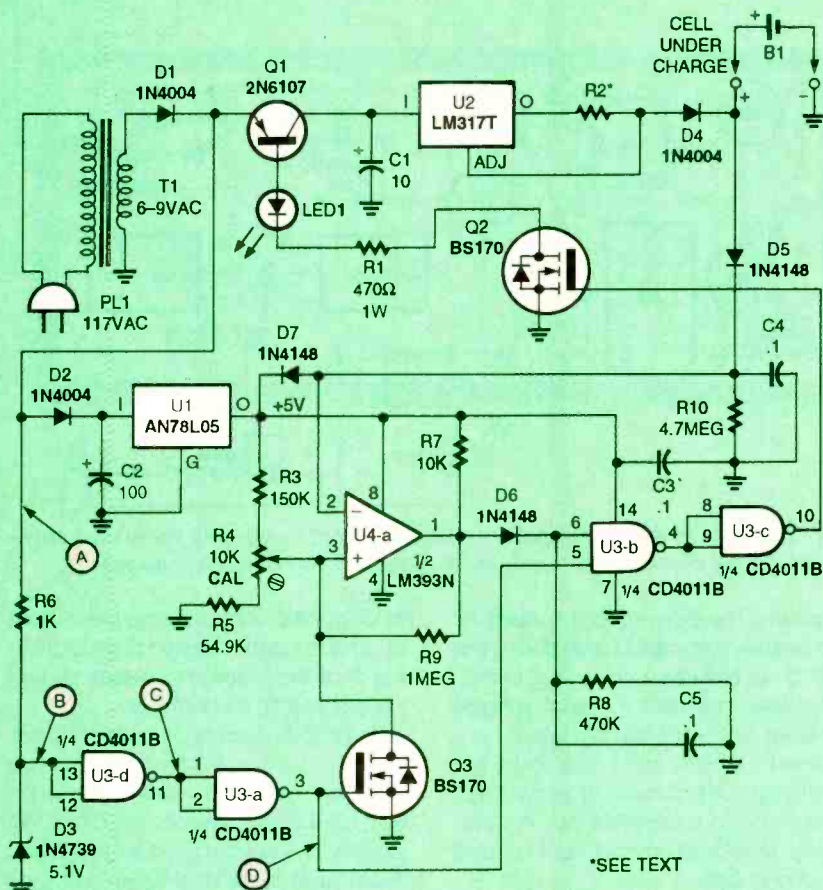 CELL
UNDER
CHARGE
+
B1
+
-
D1
1N4004
Q1
2N6107
I
U2
LM317T
O
ADJ
R2*
D4
1N4004
T1
6–9VAC
+
C1
10
LED1
R1
470Ω
1W
Q2
BS170
D5
1N4148
PL1
117VAC
D7
1N4148
C4
.1
D2
1N4004
I
U1
AN78L05
O
G
+5V
+
C2
100
R10
4.7MEG
R7
10K
R3
150K
C3
.1
2
-
8
U4-a
1
3
+
4
1/2
LM393N
D6
1N4148
14
6
5
U3-b
4
7
1/4 CD4011B
8
9
U3-c
10
1/4 CD4011B
A
R4
10K
CAL
R5
54.9K
R6
1K
R9
1MEG
R8
470K
C5
.1
B
C
1/4 CD4011B
13
12
U3-d
11
1
2
U3-a
3
1/4 CD4011B
Q3
BS170
D3
1N4739
5.1V
D
*SEE TEXT